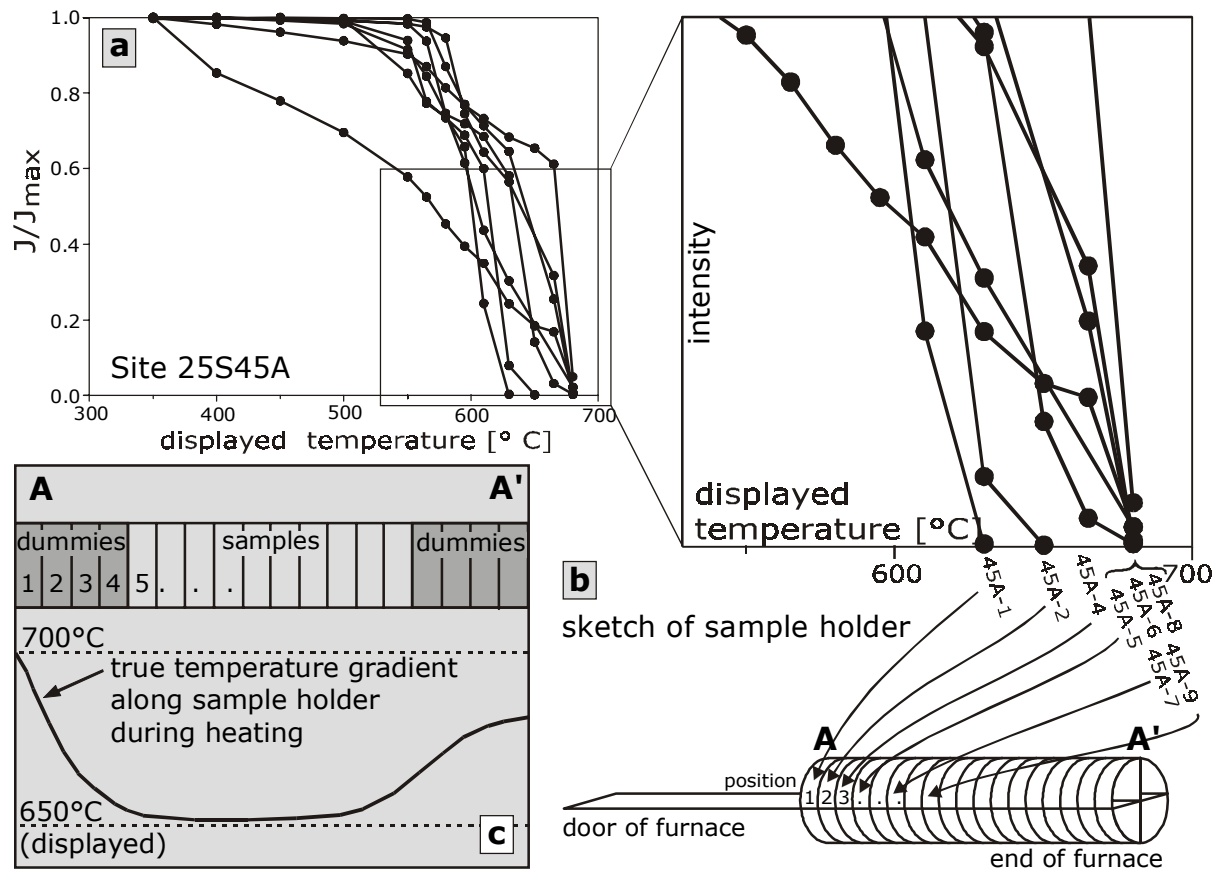 a
1.0
0.8
0.6
0.4
0.2
0.0
J/Jmax
Site 25S45A
300
400
500
600
700
displayed temperature [° C]
intensity
displayed
temperature [°C]
600
700
45A-1
45A-2
45A-4
45A-5
45A-6
45A-8
45A-7
45A-9
b
sketch of sample holder
A
A'
position
1 2 3 . . .
door of furnace
end of furnace
A
A'
dummies
samples
dummies
1 2 3 4 5 . . .
700°C
true temperature gradient
along sample holder
during heating
650°C
(displayed)
c